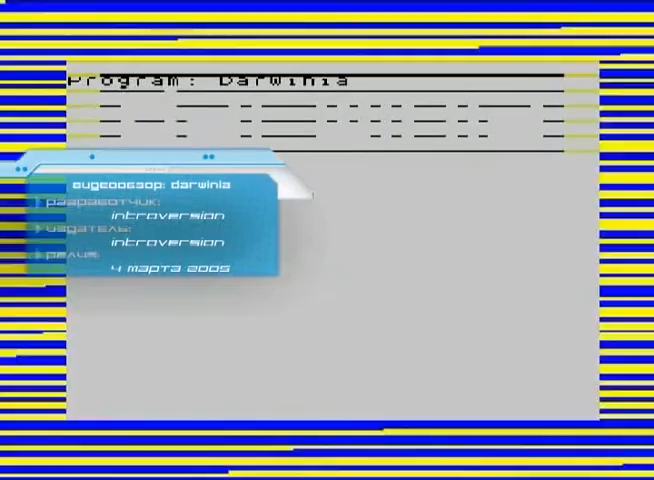 Program: Darwinia
видеообзор: darwinia
разработчик:
introversion
издатель:
introversion
релиз:
4 марта 2005